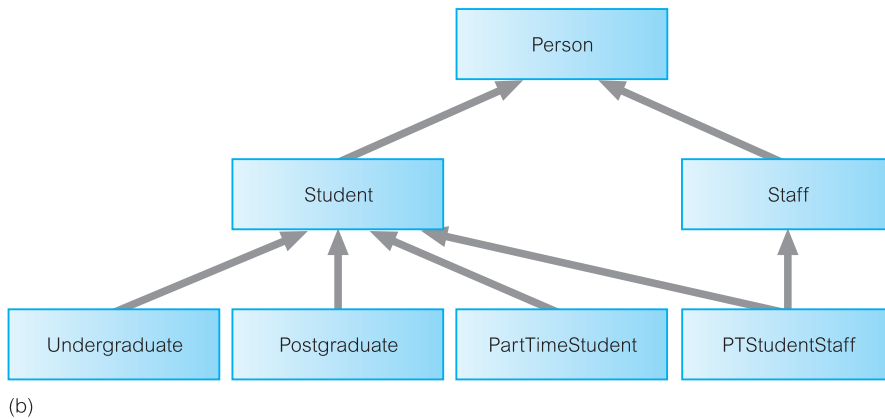 Person
Student
Staff
Undergraduate
Postgraduate
PartTimeStudent
PTStudentStaff
(b)